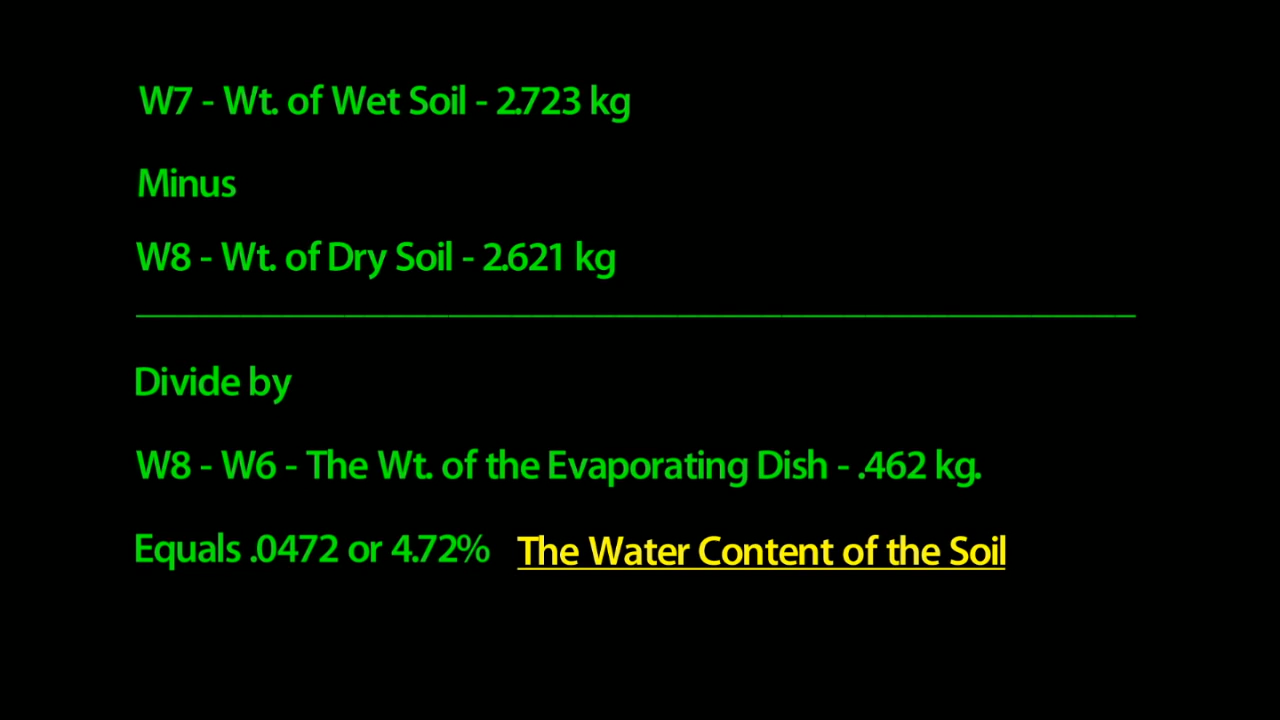 W7 - Wt. of Wet Soil - 2.723 kg
Minus
W8 - Wt. of Dry Soil - 2.621 kg
Divide by
W8 - W6 - The Wt. of the Evaporating Dish - .462 kg.
Equals .0472 or 4.72% The Water Content of the Soil